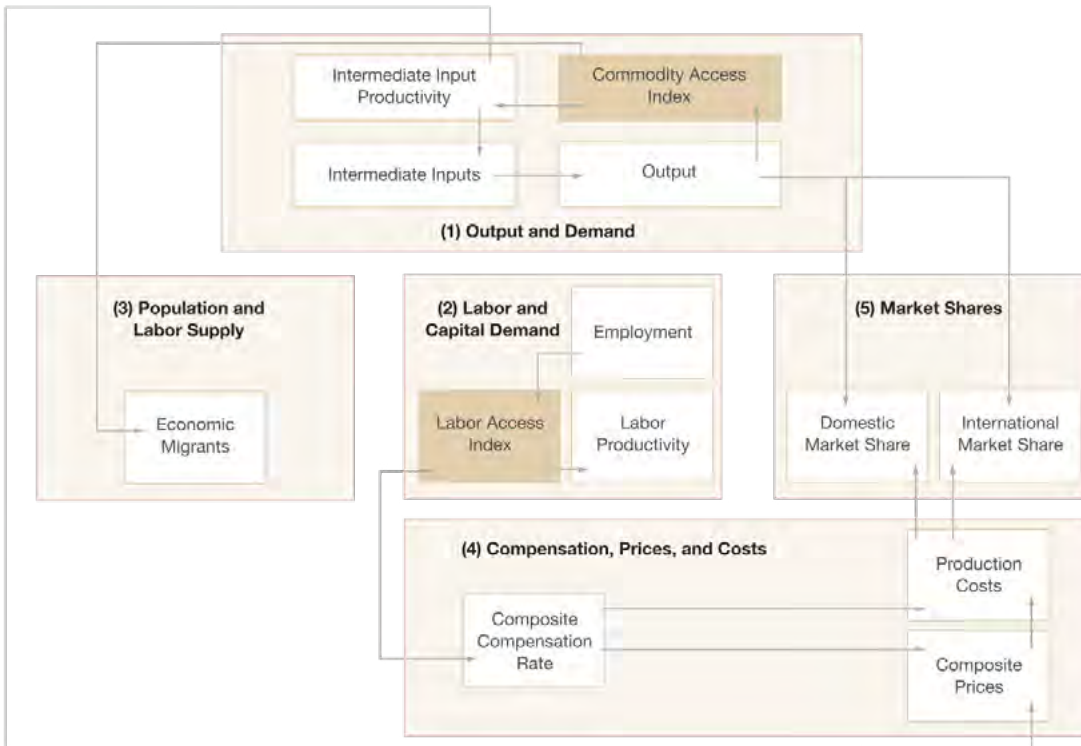 Intermediate Input
Productivity
Commodity Access
Index
Intermediate Inputs
Output
(1) Output and Demand
(3) Population and
Labor Supply
Economic
Migrants
(2) Labor and
Capital Demand
Employment
Labor Access
Index
Labor
Productivity
(5) Market Shares
Domestic
Market Share
International
Market Share
(4) Compensation, Prices, and Costs
Composite
Compensation
Rate
Production
Costs
Composite
Prices